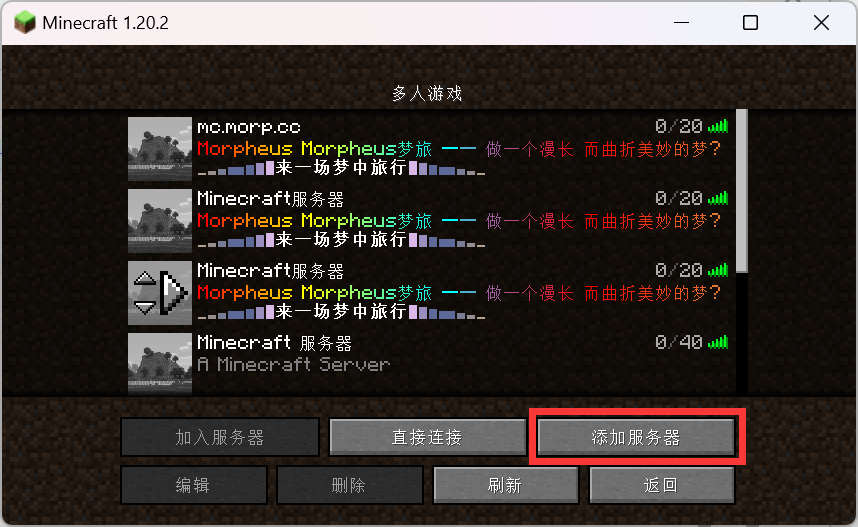 Minecraft 1.20.2
多人游戏
mc.morp.cc 0/20
Morpheus Morpheus梦旅 一一 做一个漫长 而曲折美妙的梦?
来一场梦中旅行
Minecraft服务器 0/20
Morpheus Morpheus梦旅 一一 做一个漫长 而曲折美妙的梦?
来一场梦中旅行
Minecraft服务器 0/20
Morpheus Morpheus梦旅 一一 做一个漫长 而曲折美妙的梦?
来一场梦中旅行
Minecraft 服务器 0/40
A Minecraft Server
加入服务器 直接连接 添加服务器
编辑 删除 刷新 返回